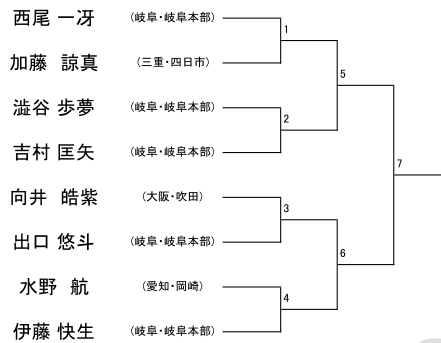 西尾 一冴 (岐阜・岐阜本部)
1
加藤 諒真 (三重・四日市)
5
澁谷 歩夢 (岐阜・岐阜本部)
2
吉村 匡矢 (岐阜・岐阜本部)
7
向井 皓紫 (大阪・吹田)
3
出口 悠斗 (岐阜・岐阜本部)
6
水野 航 (愛知・岡崎)
4
伊藤 快生 (岐阜・岐阜本部)